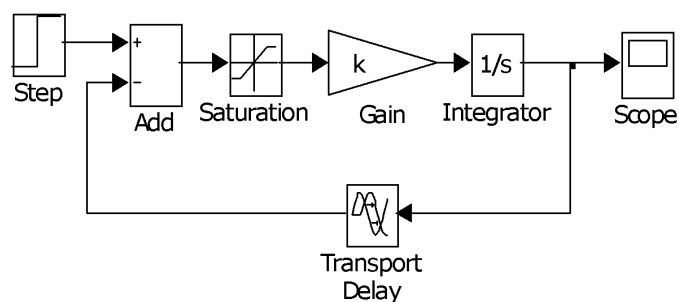 +
−
k
1/s
Step
Add
Saturation
Gain
Integrator
Scope
Transport
Delay